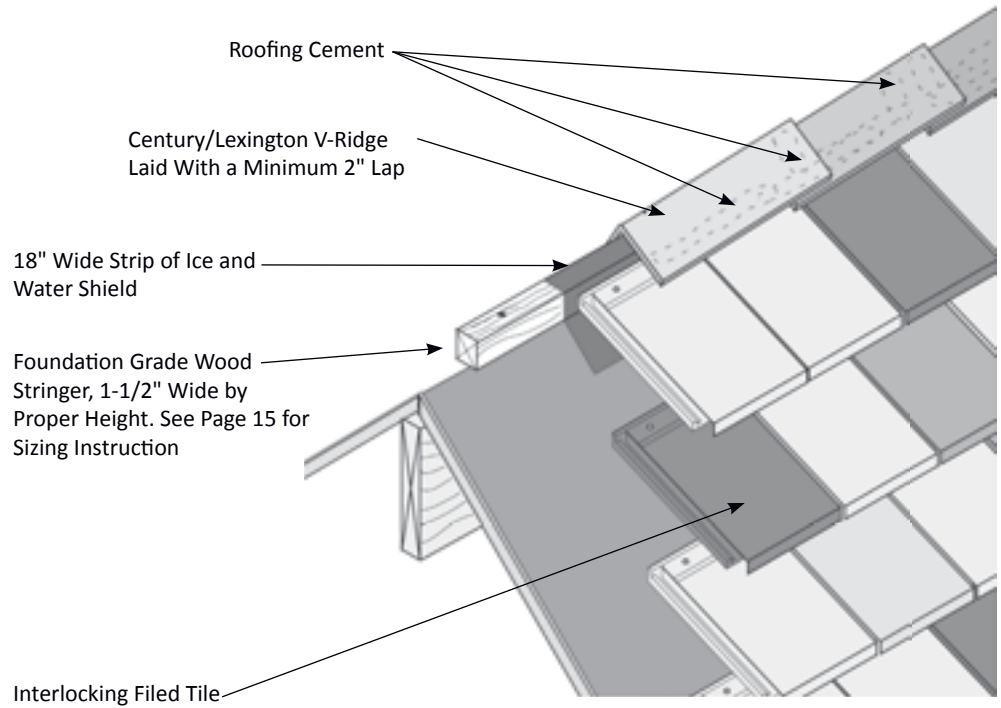 Roofing Cement
Century/Lexington V-Ridge
Laid With a Minimum 2" Lap
18" Wide Strip of Ice and
Water Shield
Foundation Grade Wood
Stringer, 1-1/2" Wide by
Proper Height. See Page 15 for
Sizing Instruction
Interlocking Filed Tile